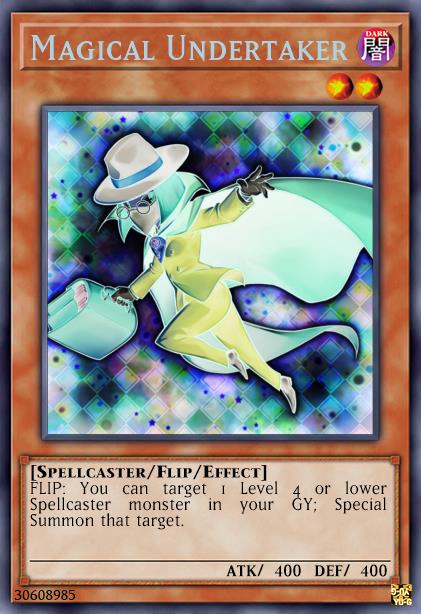 MAGICAL UNDERTAKER
DARK
闇
[SPELLCASTER/FLIP/EFFECT]
FLIP: You can target 1 Level 4 or lower
Spellcaster monster in your GY; Special
Summon that target.
ATK/ 400 DEF/ 400
30608985